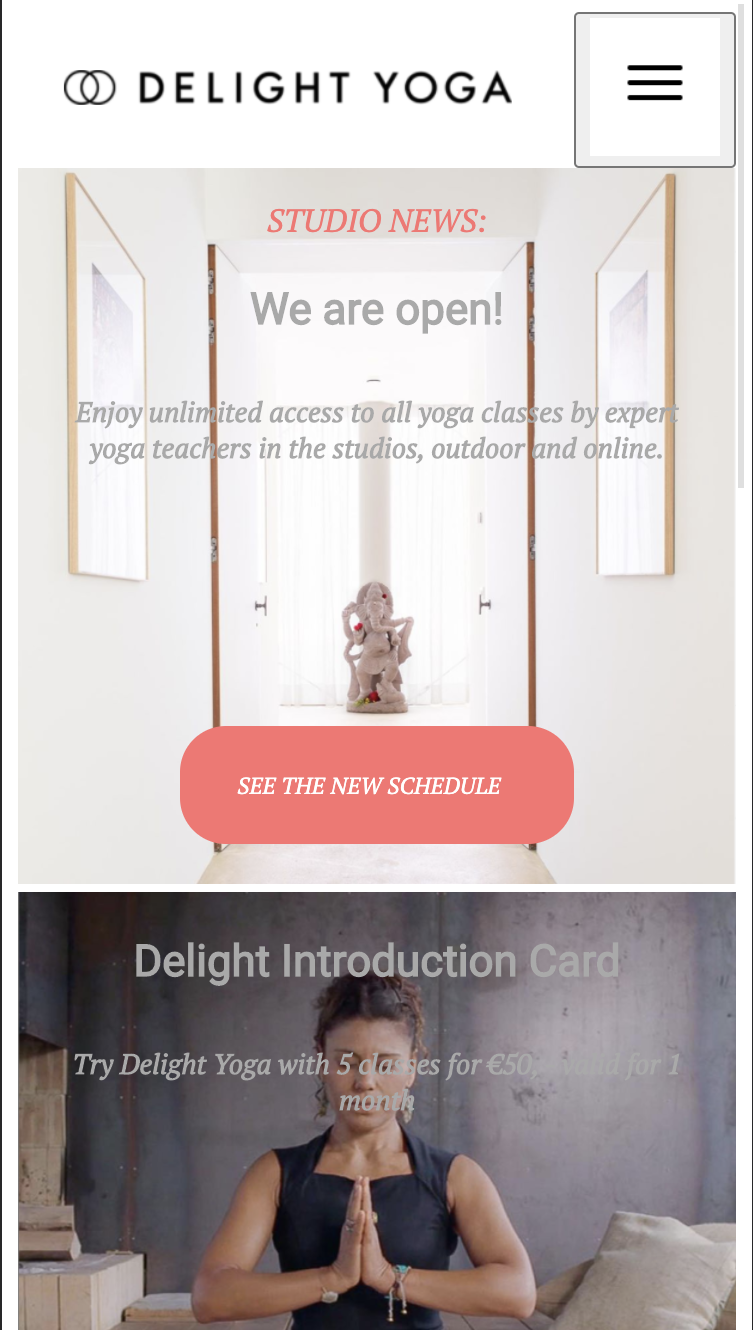 DELIGHT YOGA
STUDIO NEWS:
We are open!
Enjoy unlimited access to all yoga classes by expert
yoga teachers in the studios, outdoor and online.
SEE THE NEW SCHEDULE
Delight Introduction Card
Try Delight Yoga with 5 classes for €50,- valid for 1
month